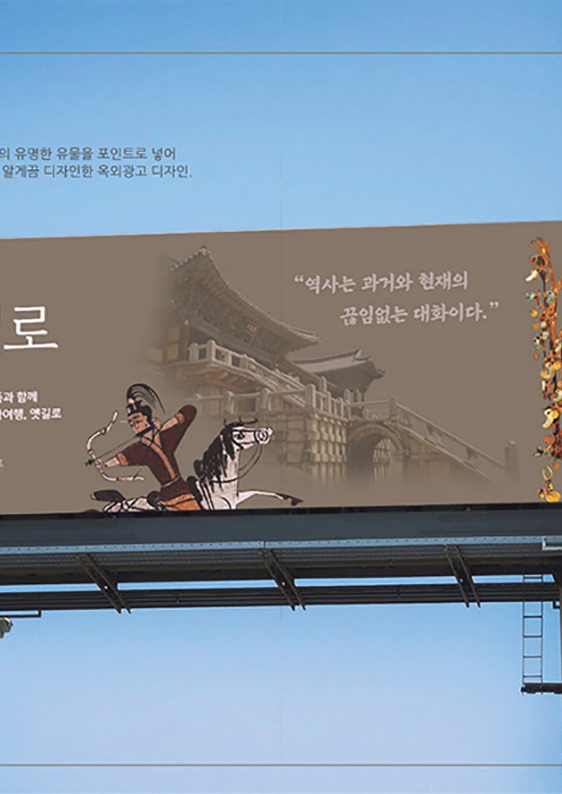 의 유명한 유물을 포인트로 넣어
알게끔 디자인한 옥외광고 디자인.
“역사는 과거와 현재의
끊임없는 대화이다.”
로
과 함께
여행, 옛길로